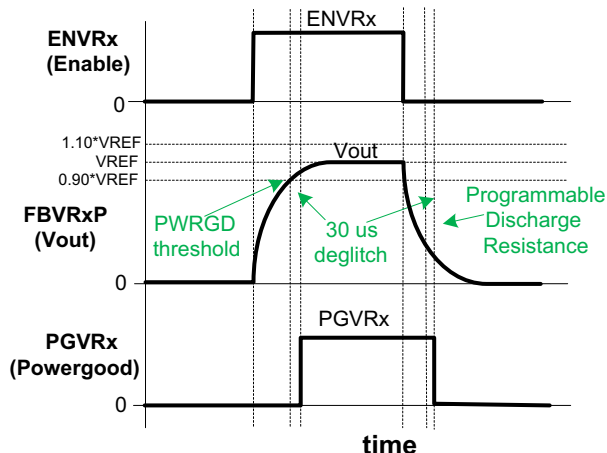 ENVRx
ENVRx
(Enable)
0
1.10*VREF
VREF
Vout
0.90*VREF
FBVRxP
(Vout)
PWRGD
threshold
30 us
deglitch
Programmable
Discharge
Resistance
0
PGVRx
PGVRx
(Powergood)
0
time